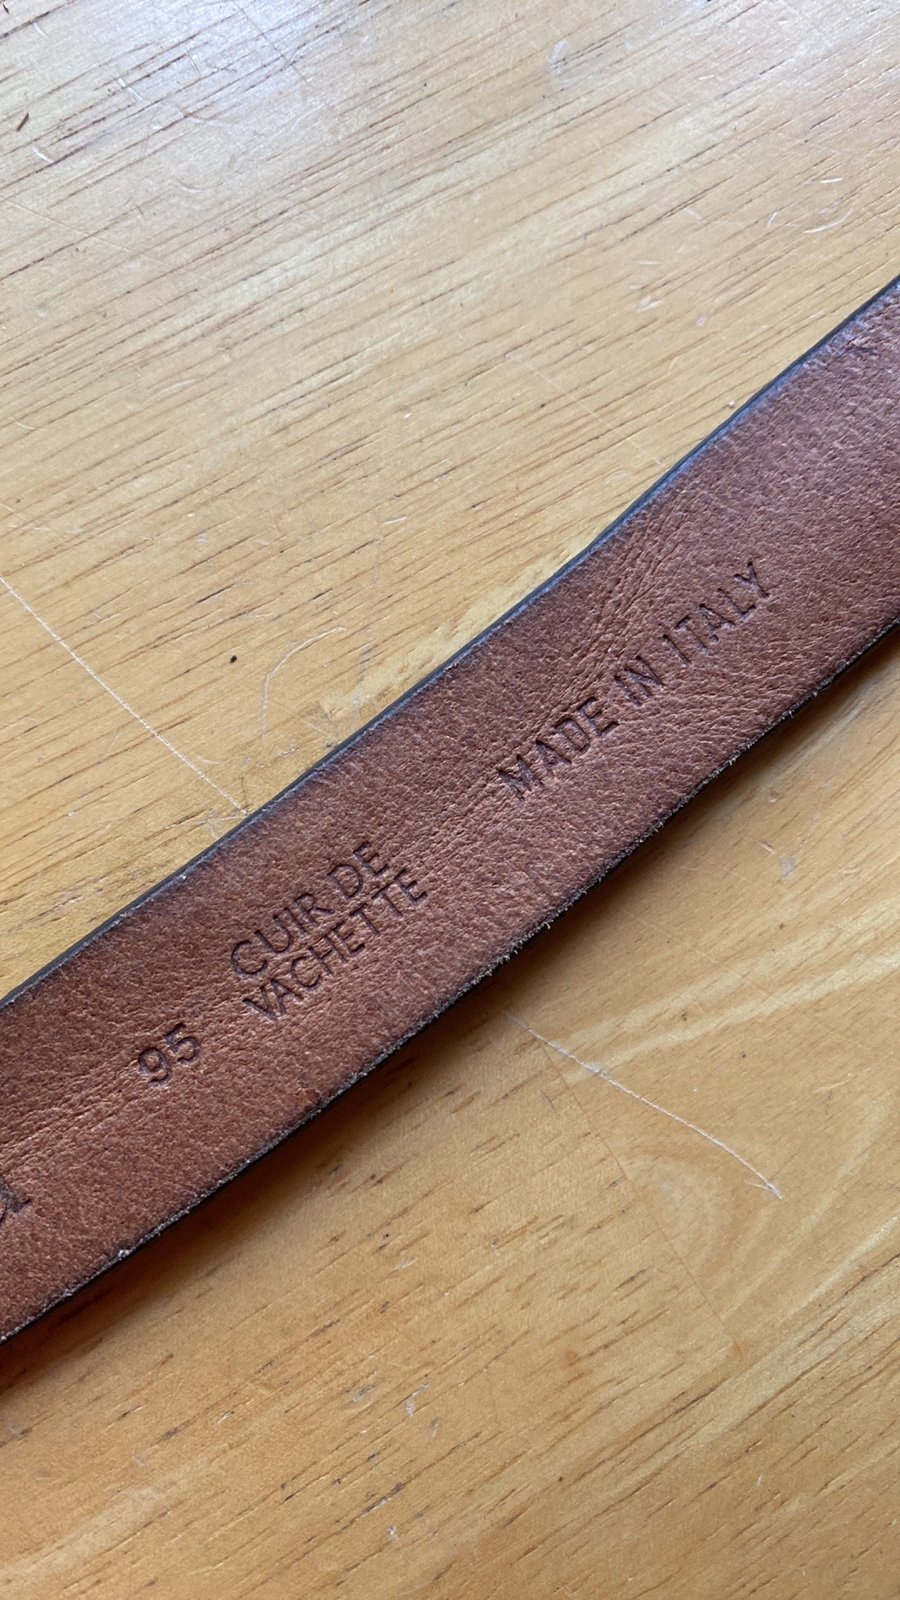 95
CUIR DE
VACHETTE
MADE IN ITALY